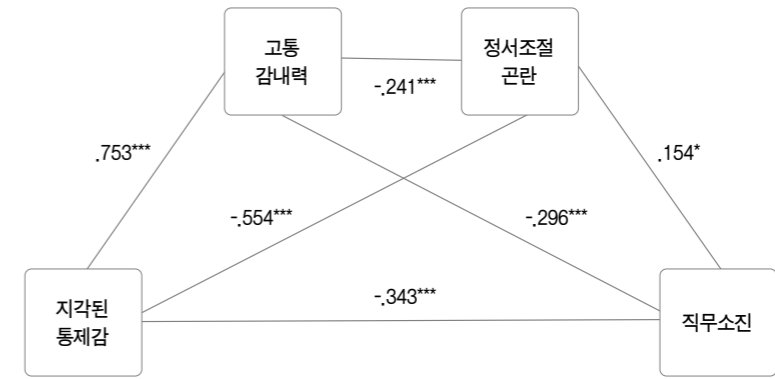 고통
감내력
정서조절
곤란
-.241***
.753***
.154*
-.554***
-.296***
-.343***
지각된
통제감
직무소진